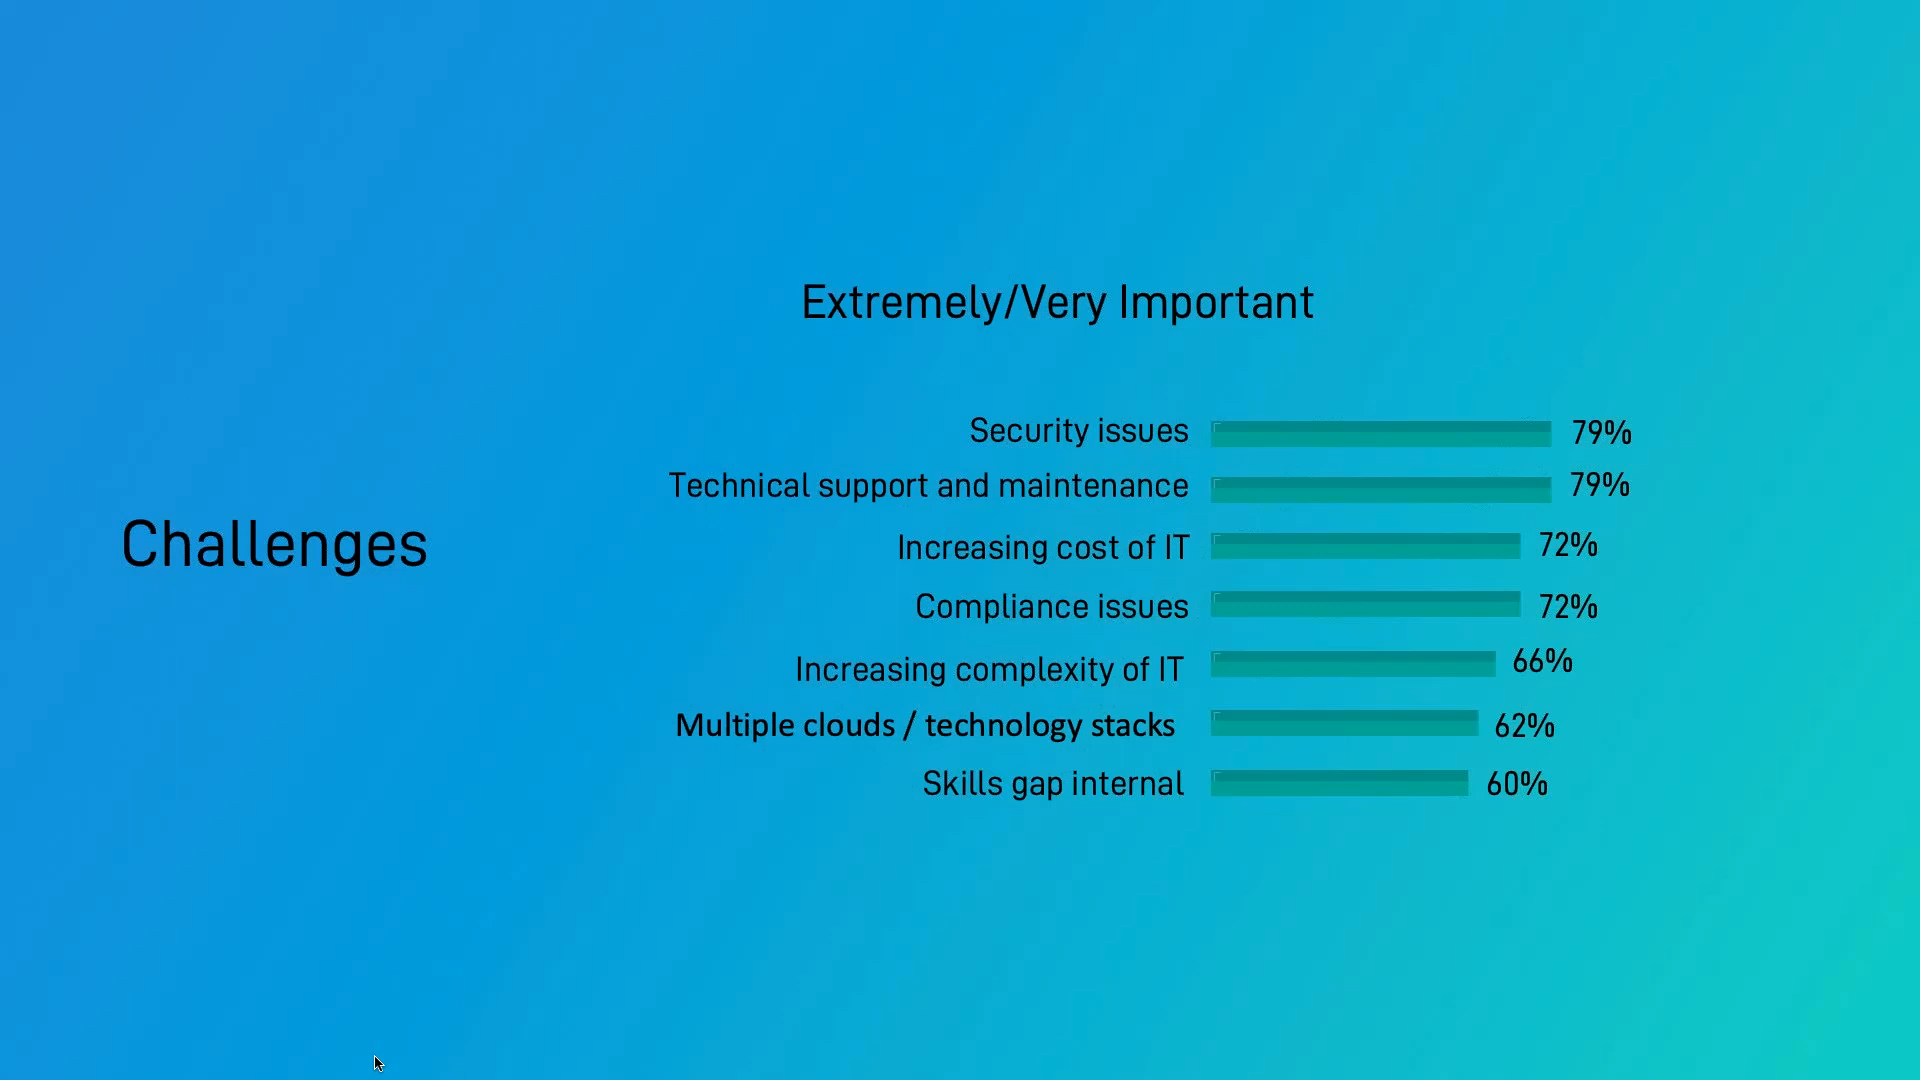 Extremely/Very Important
Challenges
Security issues 79%
Technical support and maintenance 79%
Increasing cost of IT 72%
Compliance issues 72%
Increasing complexity of IT 66%
Multiple clouds / technology stacks 62%
Skills gap internal 60%